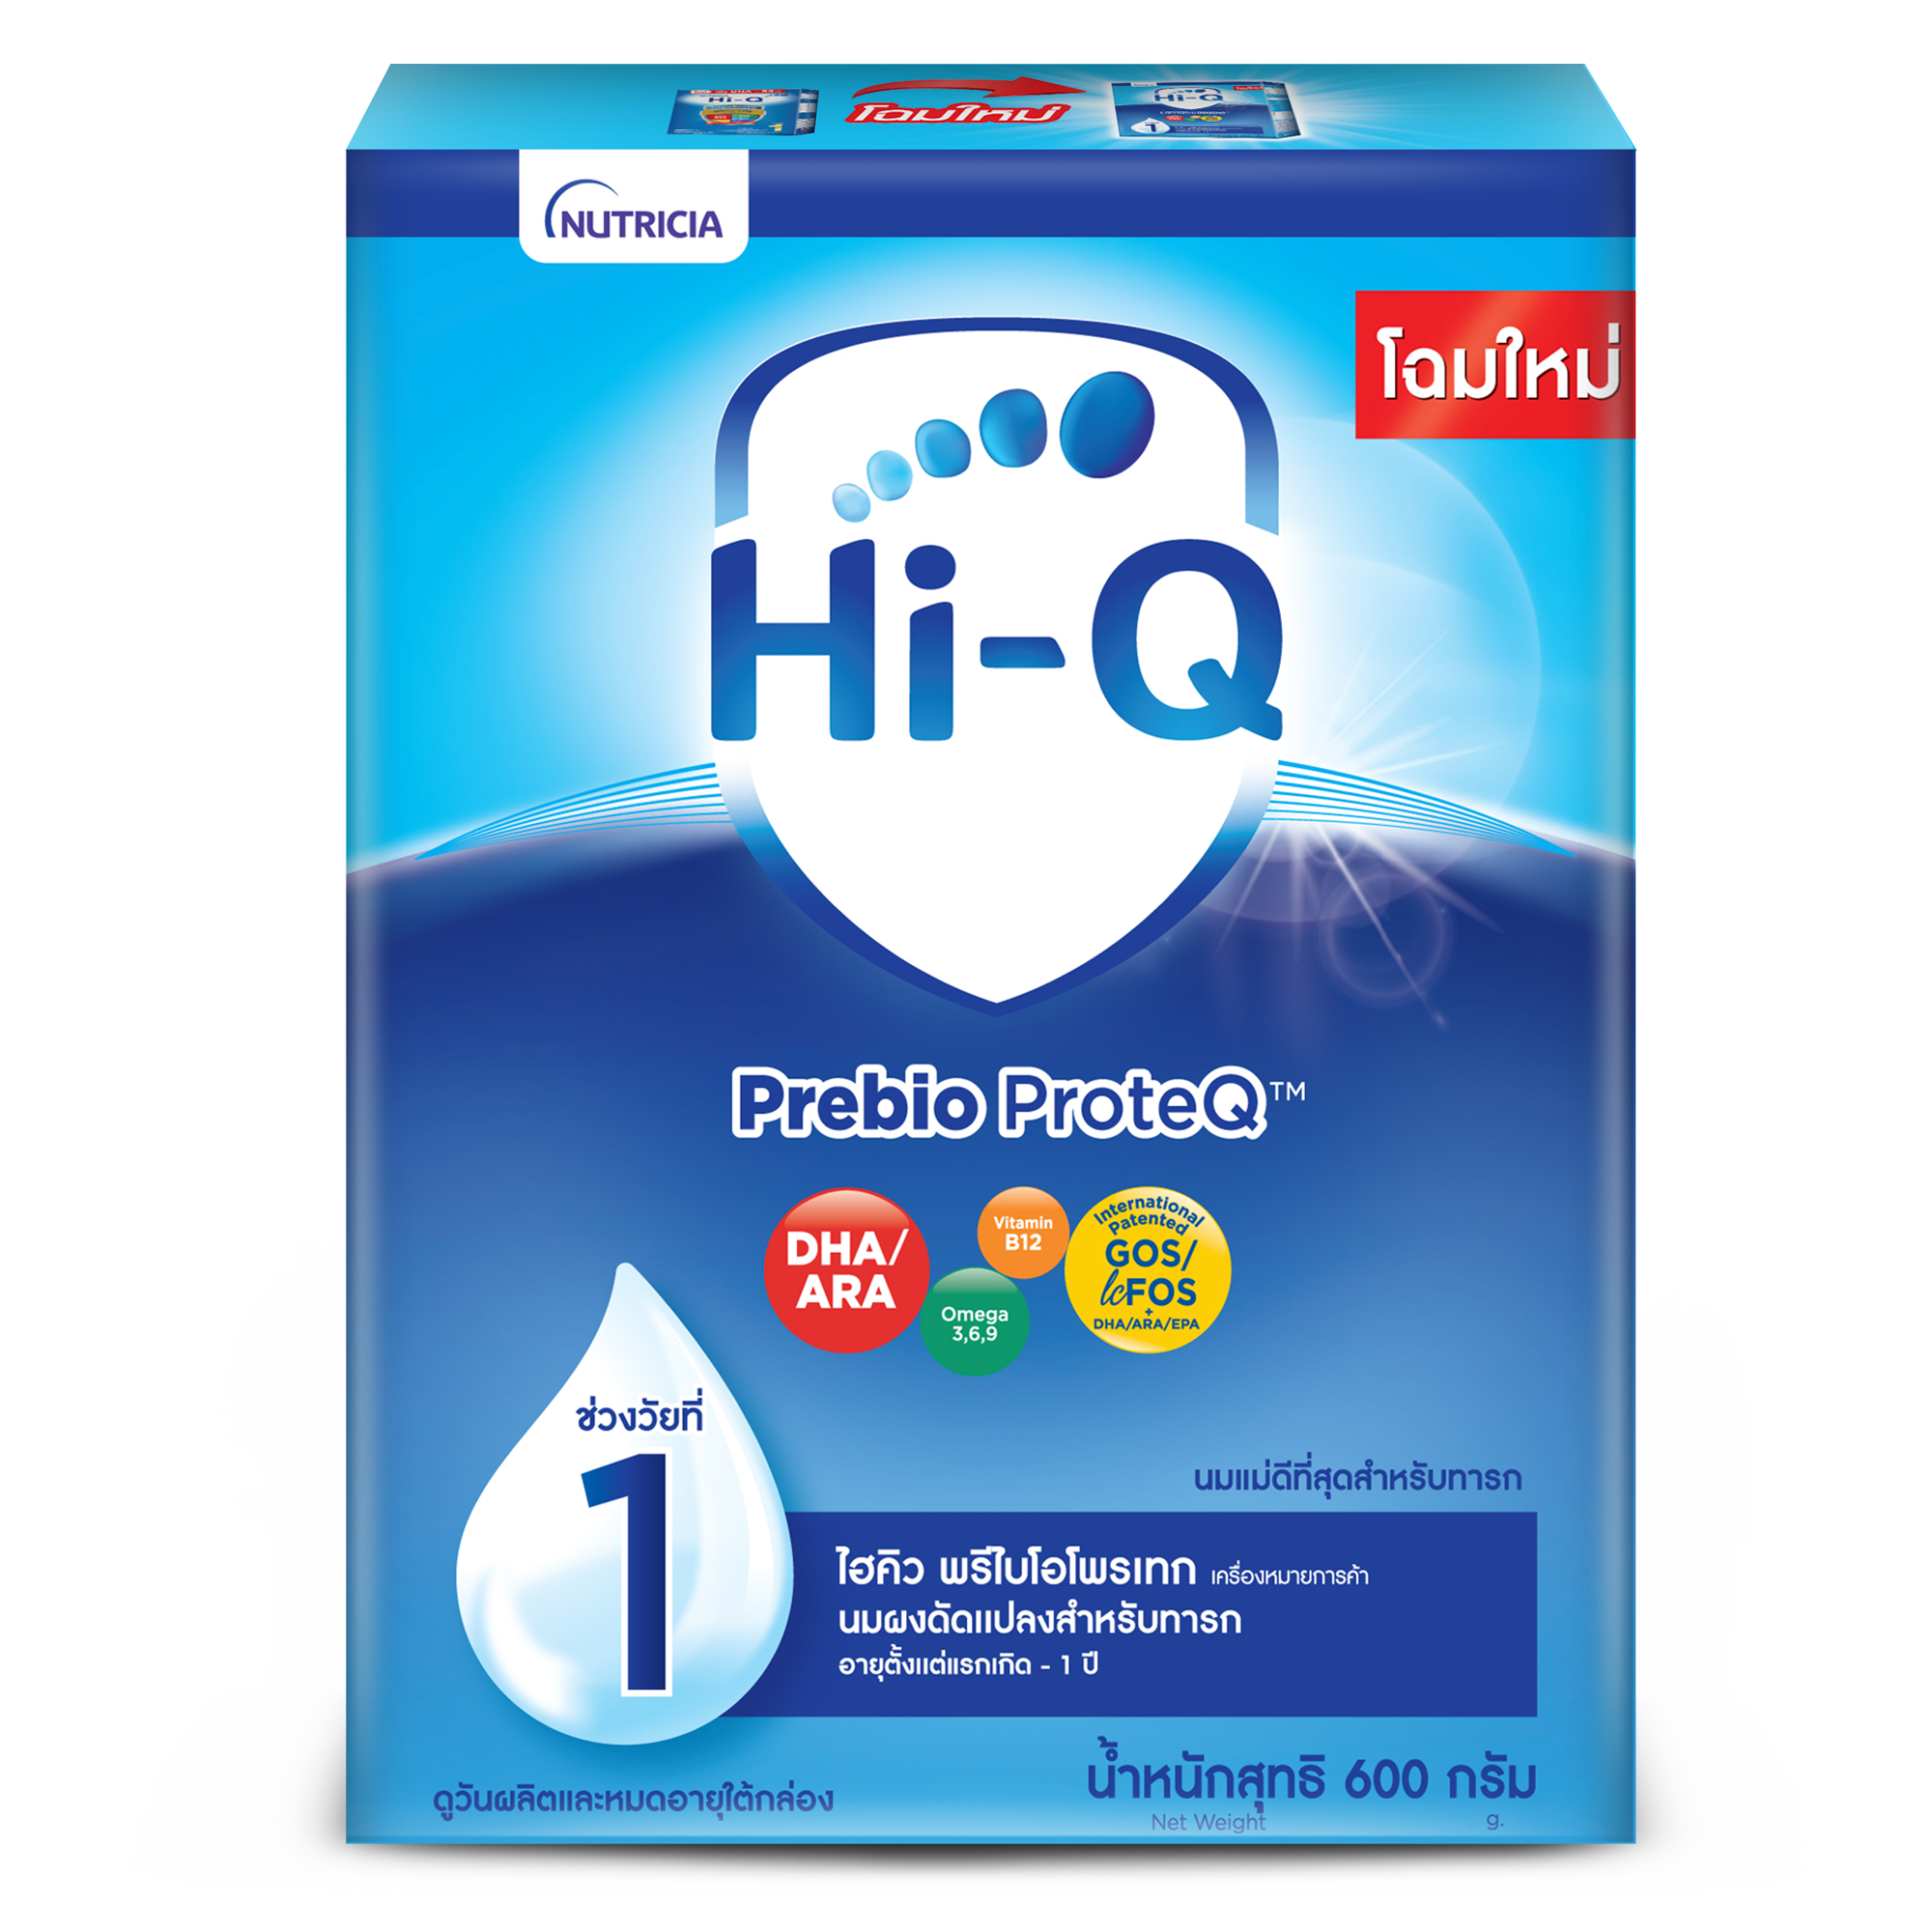 Hi-Q
โฉมใหม่
Hi-Q
1
NUTRICIA
โฉมใหม่
Hi-Q
Prebio ProteQ™
DHA/
ARA
Vitamin
B12
Omega
3,6,9
International
Patented
GOS/
lcFOS
+
DHA/ARA/EPA
ช่วงวัยที่
1
นมแม่ดีที่สุดสำหรับทารก
ไฮคิว พรีไบโอโพรเทก เครื่องหมายการค้า
นมผงดัดแปลงสำหรับทารก
อายุตั้งแต่แรกเกิด - 1 ปี
น้ำหนักสุทธิ 600 กรัม
Net Weight g.
ดูวันผลิตและหมดอายุใต้กล่อง